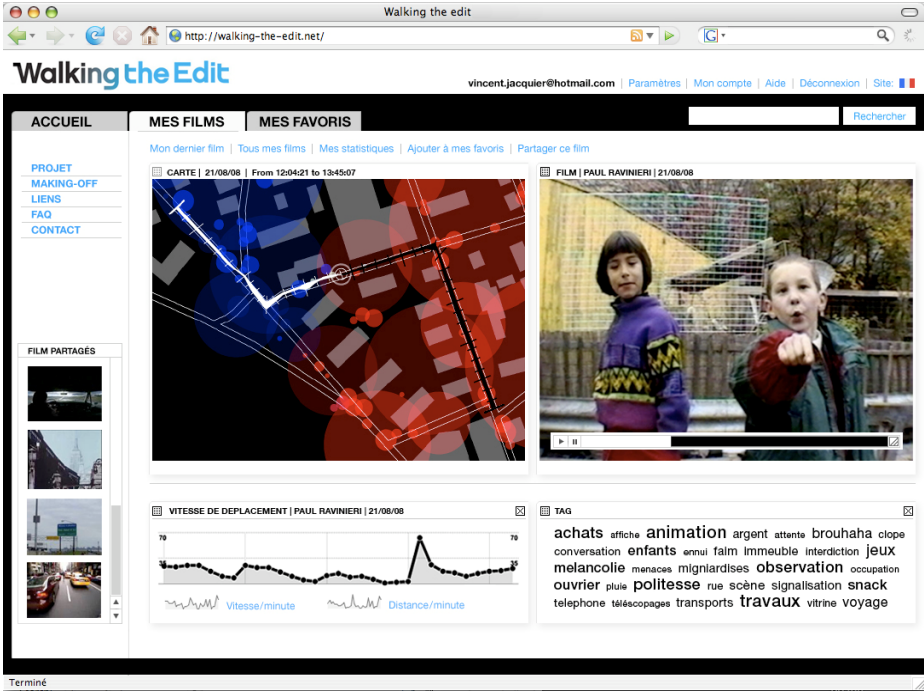 Walking the edit
http://walking-the-edit.net/
G
Walking the Edit
vincent.jacquier@hotmail.com | Paramètres | Mon compte | Aide | Déconnexion | Site:
ACCUEIL
MES FILMS
MES FAVORIS
Rechercher
Mon dernier film | Tous mes films | Mes statistiques | Ajouter à mes favoris | Partager ce film
PROJET
MAKING-OFF
LIENS
FAQ
CONTACT
CARTE | 21/08/08 | From 12:04:21 to 13:45:07
FILM | PAUL RAVINIERI | 21/08/08
FILM PARTAGÉS
VITESSE DE DEPLACEMENT | PAUL RAVINIERI | 21/08/08
70
70
35
35
Vitesse/minute
Distance/minute
TAG
achats affiche animation argent attente brouhaha clope
conversation enfants ennui faim Immeuble interdiction jeux
melancolie menaces migniardises observation occupation
ouvrier pluie politesse rue scène signalisation snack
telephone téléscopages transports travaux vitrine voyage
Terminé